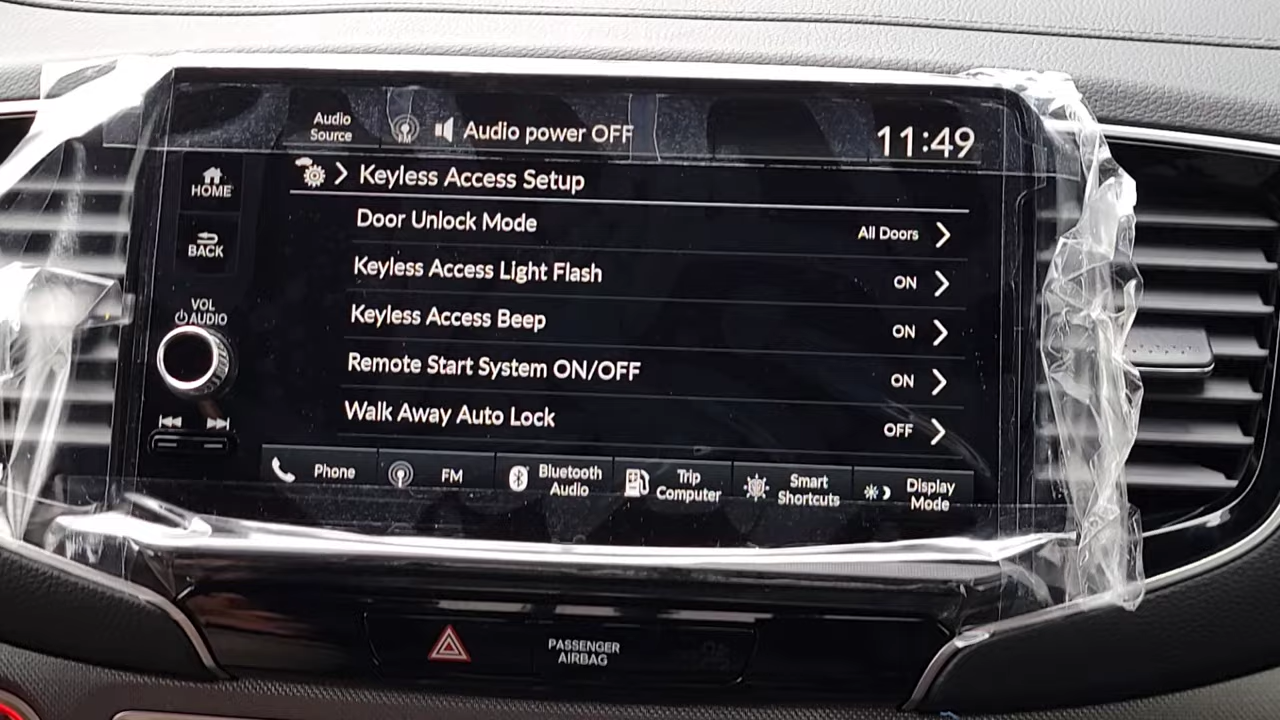 Audio
Source
Audio power OFF
11:49
HOME
Keyless Access Setup
Door Unlock Mode
All Doors
BACK
Keyless Access Light Flash
ON
VOL
AUDIO
Keyless Access Beep
ON
Remote Start System ON/OFF
ON
Walk Away Auto Lock
OFF
Phone
FM
Bluetooth
Audio
Trip
Computer
Smart
Shortcuts
Display
Mode
PASSENGER
AIRBAG